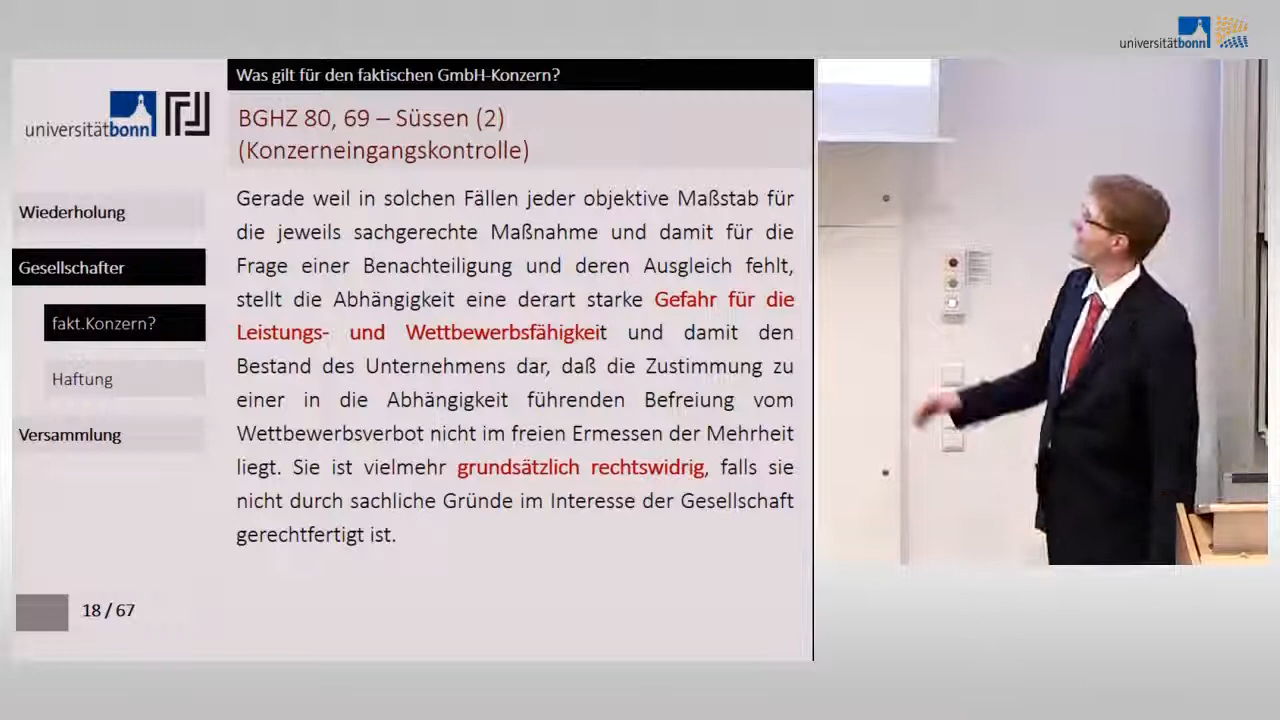 universitätbonn
Was gilt für den faktischen GmbH-Konzern?
universitätbonn
BGHZ 80, 69 – Süssen (2)
(Konzerneingangskontrolle)
Wiederholung
Gesellschafter
fakt.Konzern?
Haftung
Versammlung
Gerade weil in solchen Fällen jeder objektive Maßstab für
die jeweils sachgerechte Maßnahme und damit für die
Frage einer Benachteiligung und deren Ausgleich fehlt,
stellt die Abhängigkeit eine derart starke Gefahr für die
Leistungs- und Wettbewerbsfähigkeit und damit den
Bestand des Unternehmens dar, daß die Zustimmung zu
einer in die Abhängigkeit führenden Befreiung vom
Wettbewerbsverbot nicht im freien Ermessen der Mehrheit
liegt. Sie ist vielmehr grundsätzlich rechtswidrig, falls sie
nicht durch sachliche Gründe im Interesse der Gesellschaft
gerechtfertigt ist.
18 / 67